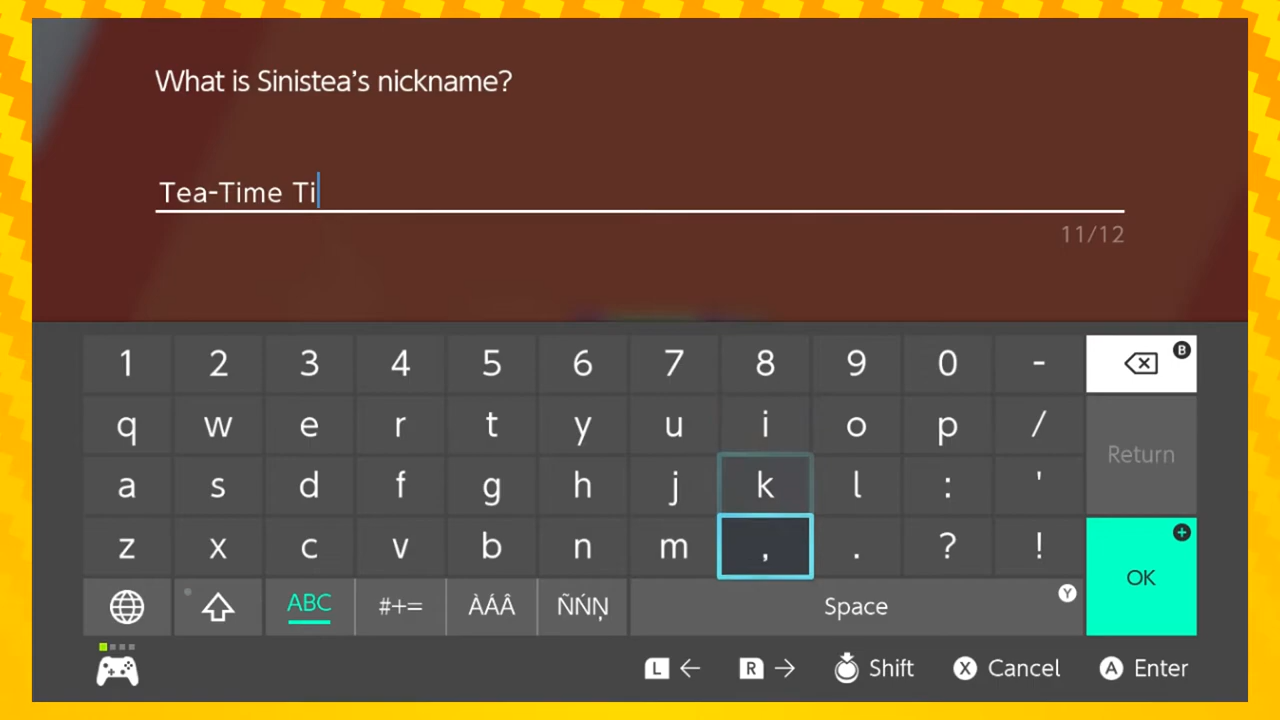 What is Sinistea's nickname?
Tea-Time Ti
11/12
1 2 3 4 5 6 7 8 9 0 - B
q w e r t y u i o p / Return
a s d f g h j k l : '
z x c v b n m , . ? ! + OK
ABC #+= ÀÁÂ ÑŃŅ Space Y
L ← R → Shift X Cancel A Enter